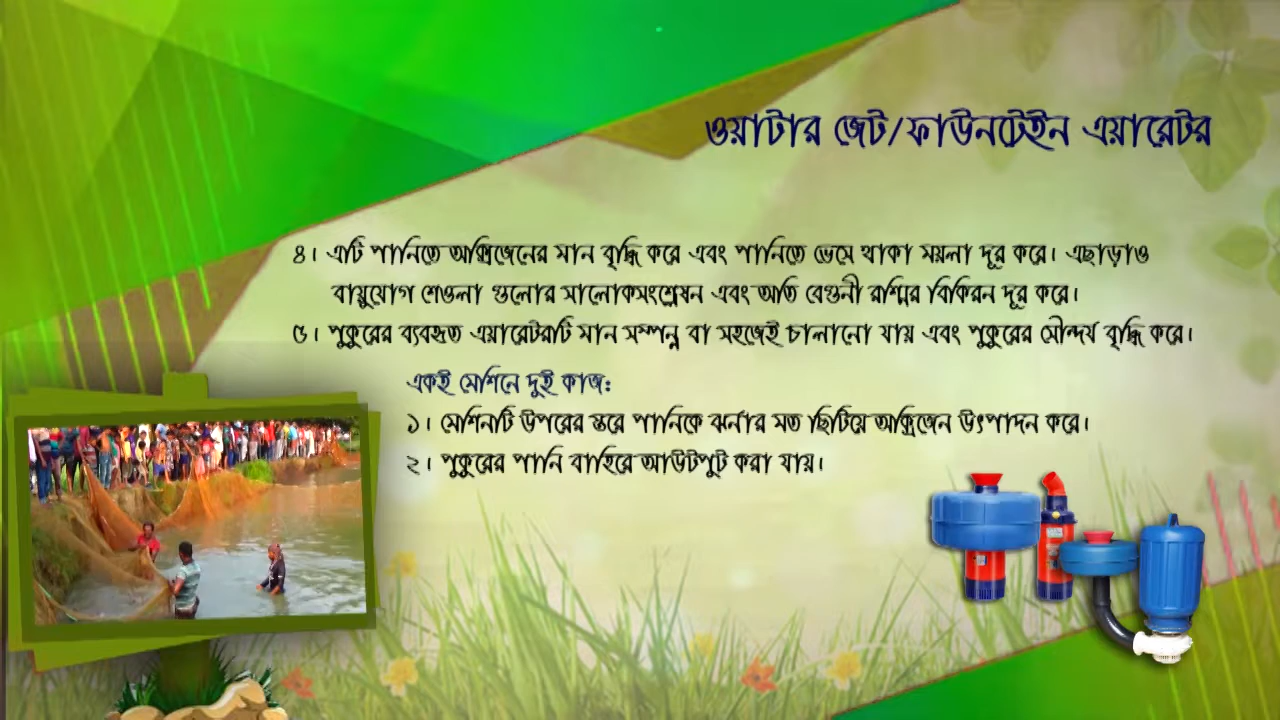 ওয়াটার জেট/ফাউনটেইন এয়ারেটর
৪। এটি পানিতে অক্সিজেনের মান বৃদ্ধি করে এবং পানিতে ভেসে থাকা ময়লা দূর করে। এছাড়াও
বায়ুযোগ শেওলা গুলোর সালোকসংশ্লেষন এবং অতি বেগুনী রশ্মির বিকিরন দূর করে।
৫। পুকুরের ব্যবহৃত এয়ারেটরটি মান সম্পন্ন বা সহজেই চালানো যায় এবং পুকুরের সৌন্দর্য বৃদ্ধি করে।
একই মেশিনে দুই কাজ:
১। মেশিনটি উপরের স্তরে পানিকে ঝর্নার মত ছিটিয়ে অক্সিজেন উৎপাদন করে।
২। পুকুরের পানি বাহিরে আউটপুট করা যায়।